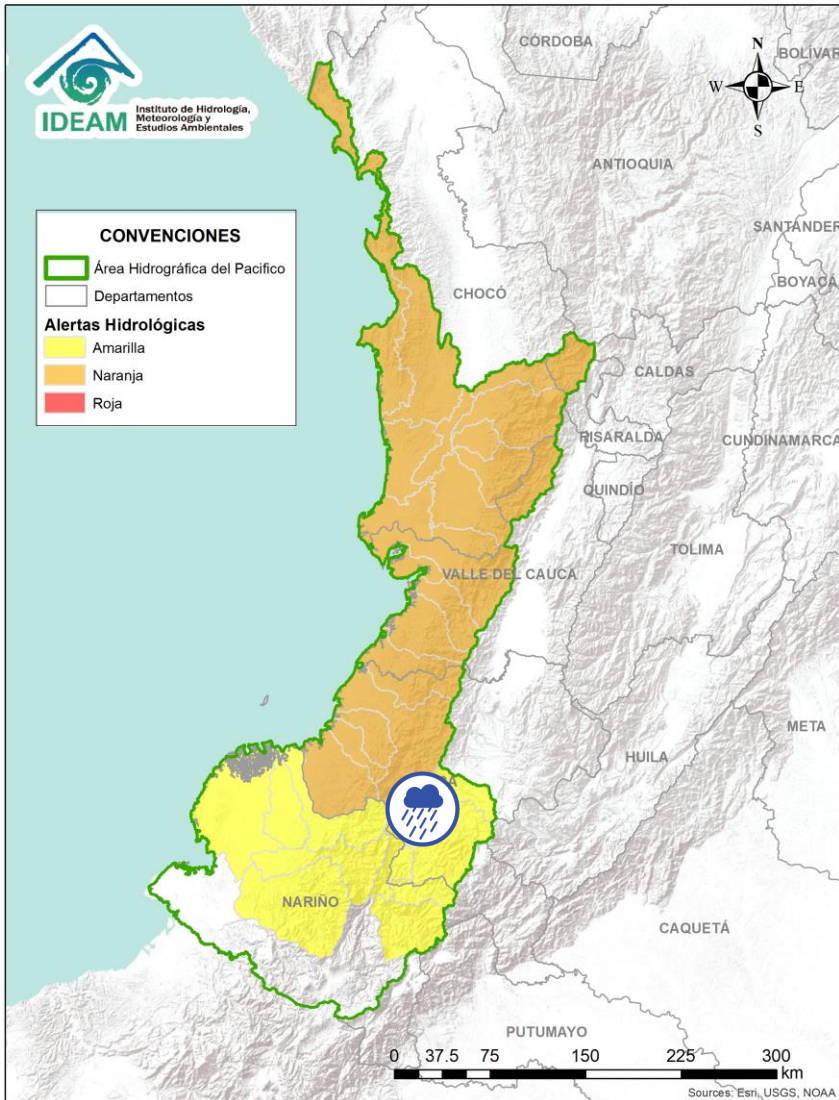 IDEAM
Instituto de Hidrología,
Meteorología y
Estudios Ambientales
CÓRDOBA
BOLÍVAR
N
W
E
S
ANTIOQUIA
SANTANDER
BOYACÁ
CONVENCIONES
Área Hidrográfica del Pacifico
Departamentos
Alertas Hidrológicas
Amarilla
Naranja
Roja
CHOCÓ
CALDAS
RISARALDA
CUNDINAMARCA
QUINDÍO
TOLIMA
VALLE DEL CAUCA
META
HUILA
NARIÑO
CAQUETÁ
PUTUMAYO
0 37.5 75 150 225 300
km
Sources: Esri, USGS, NOAA